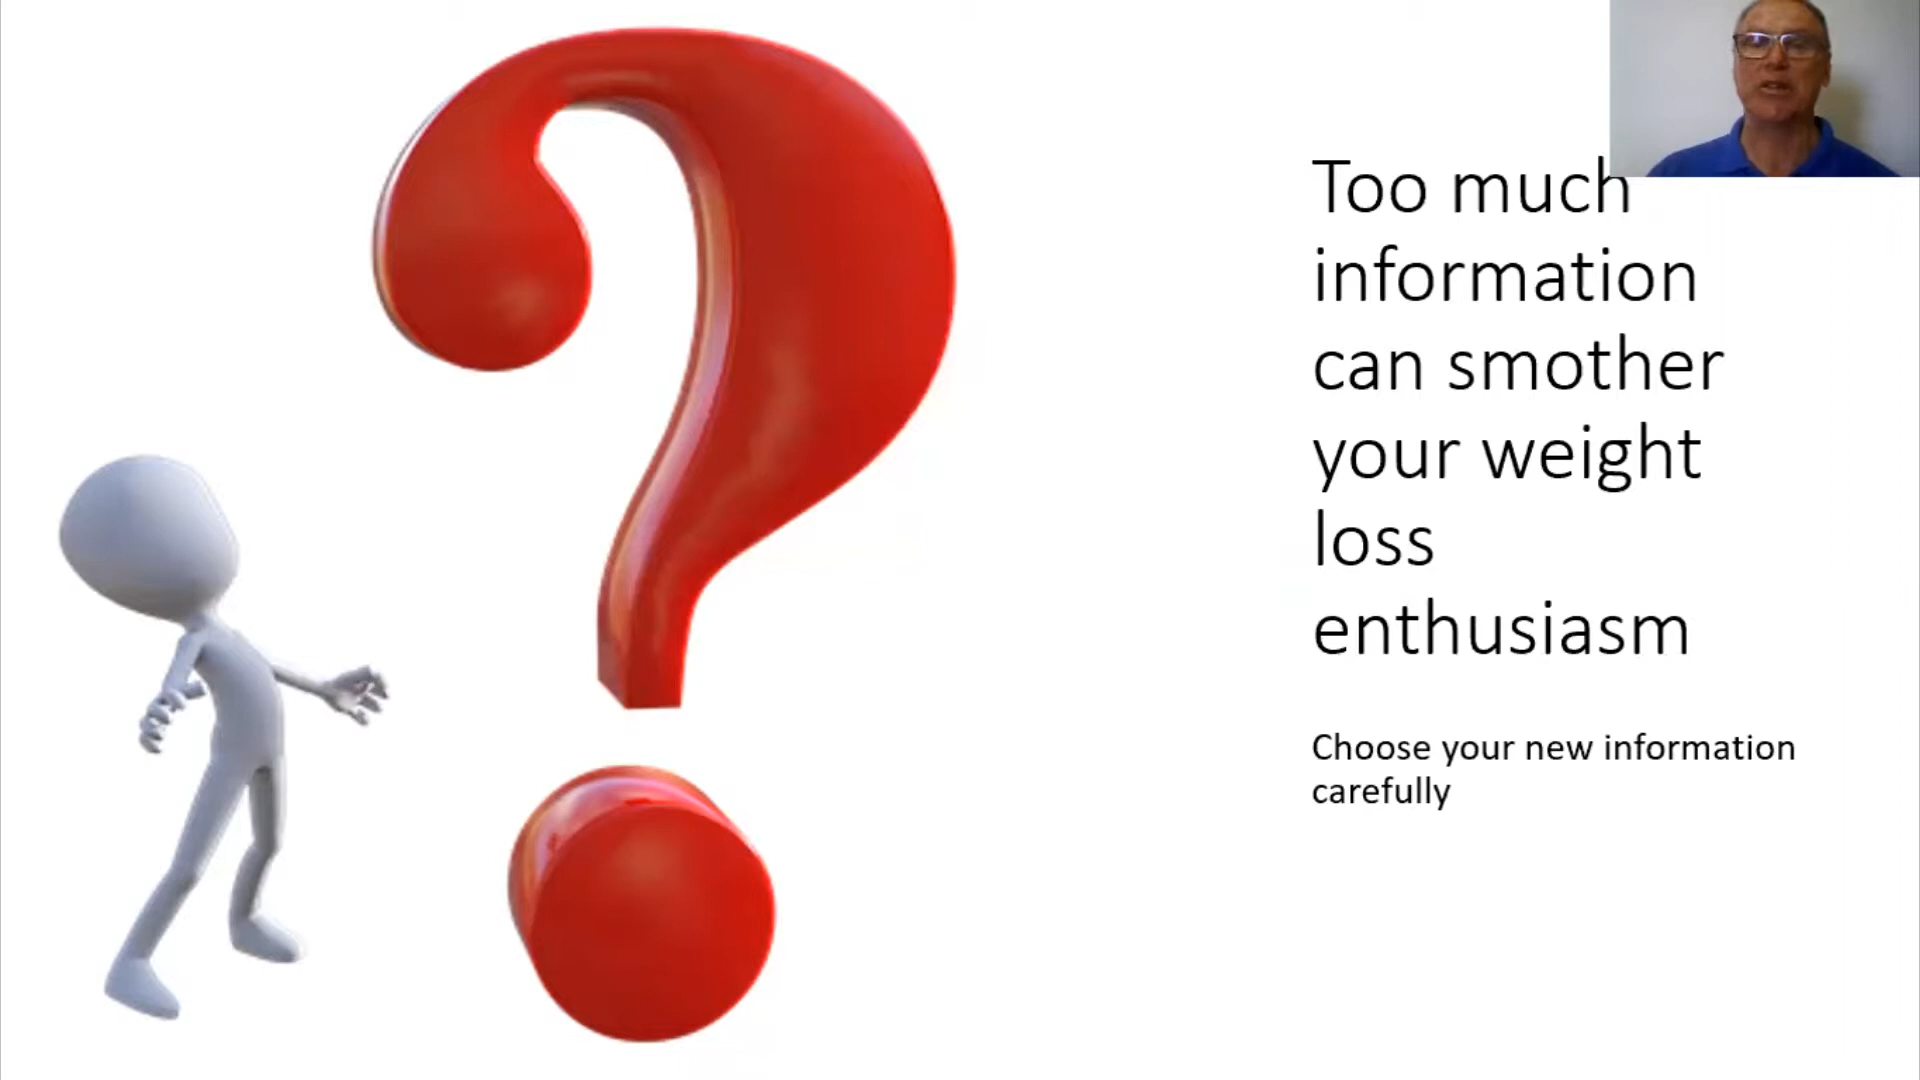 Too much
information
can smother
your weight
loss
enthusiasm
Choose your new information
carefully